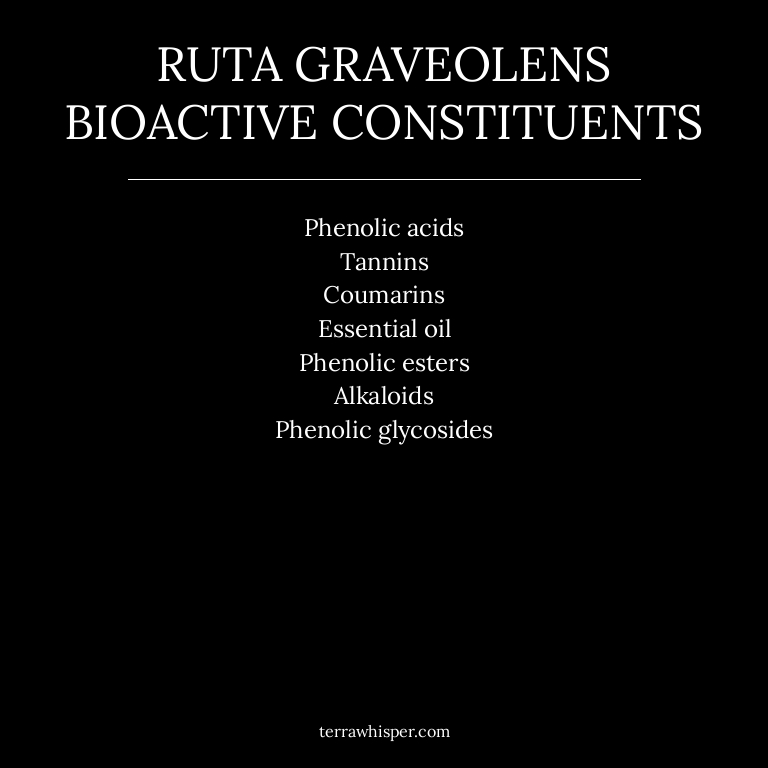 RUTA GRAVEOLENS
BIOACTIVE CONSTITUENTS
Phenolic acids
Tannins
Coumarins
Essential oil
Phenolic esters
Alkaloids
Phenolic glycosides
terrawhisper.com